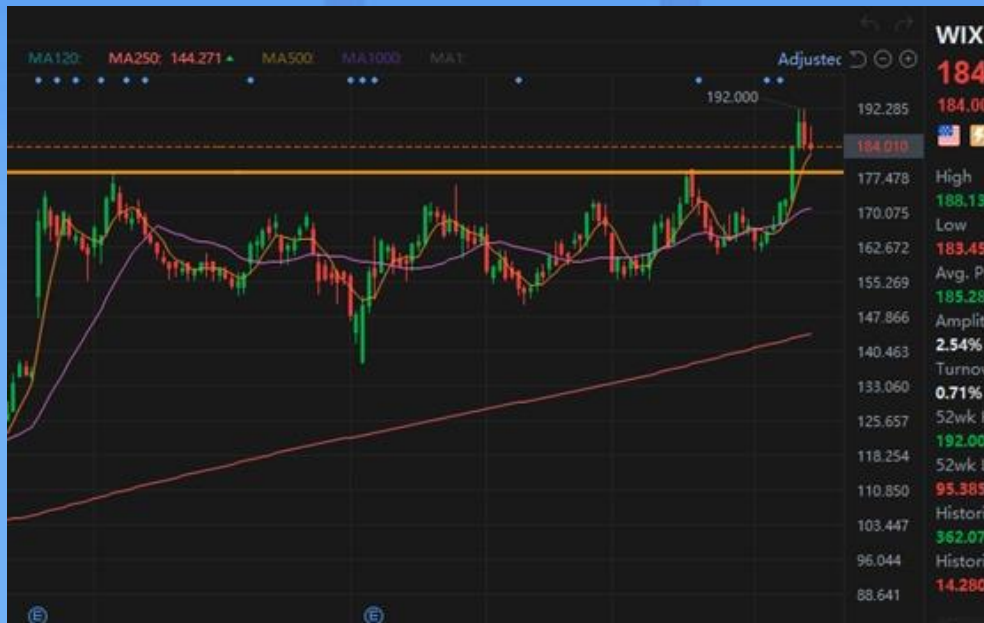 MA120: MA250: 144.271 MA500: MA1000: MA1:
Adjusted
192.000
192.285
184.010
177.478
170.075
162.672
155.269
147.866
140.463
133.060
125.657
118.254
110.850
103.447
96.044
88.641
E E
WIX
184
184.00
High
188.13
Low
183.45
Avg. P
185.28
Amplit
2.54%
Turnov
0.71%
52wk
192.00
52wk
95.385
Histori
362.07
Histori
14.280